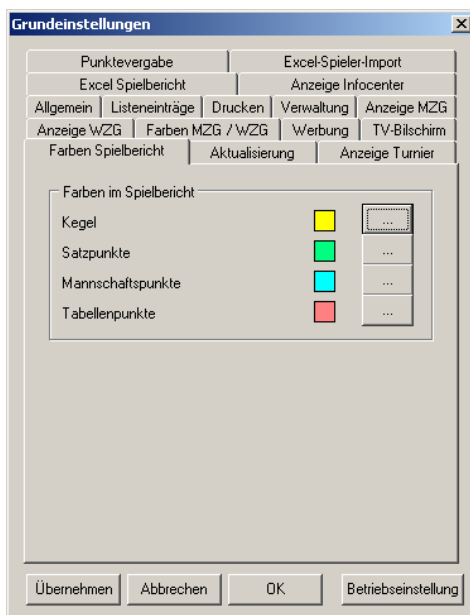 Grundeinstellungen
Punktevergabe Excel-Spieler-Import
Excel Spielbericht Anzeige Infocenter
Allgemein Listeneinträge Drucken Verwaltung Anzeige MZG
Anzeige WZG Farben MZG / WZG Werbung TV-Bilschirm
Farben Spielbericht Aktualisierung Anzeige Turnier
Farben im Spielbericht
Kegel ...
Satzpunkte ...
Mannschaftspunkte ...
Tabellenpunkte ...
Übernehmen Abbrechen OK Betriebseinstellung